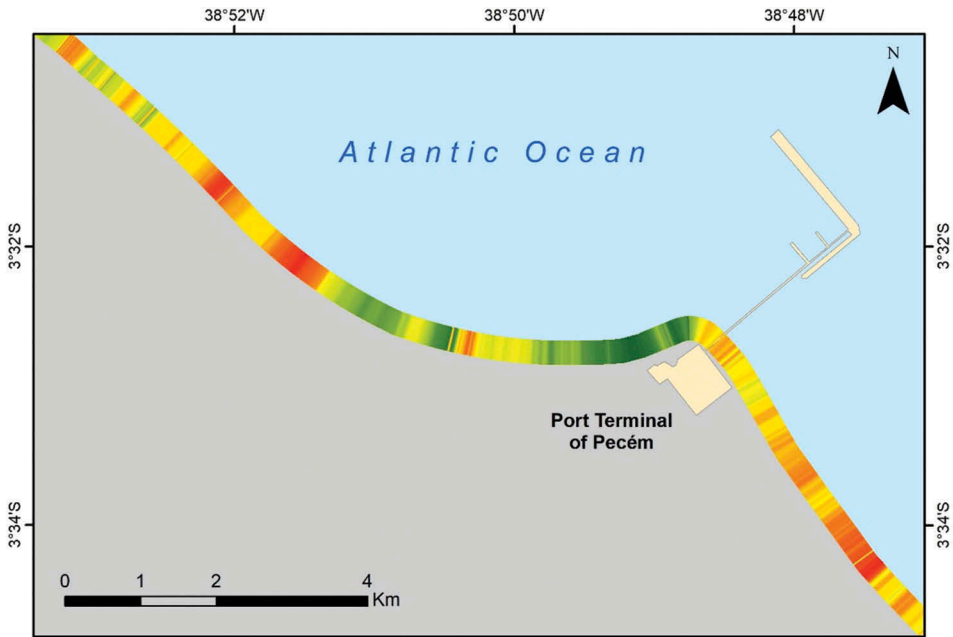 38°52'W 38°50'W 38°48'W
N
Atlantic Ocean
3°32'S 3°32'S
Port Terminal
of Pecém
3°34'S 3°34'S
0 1 2 4
Km